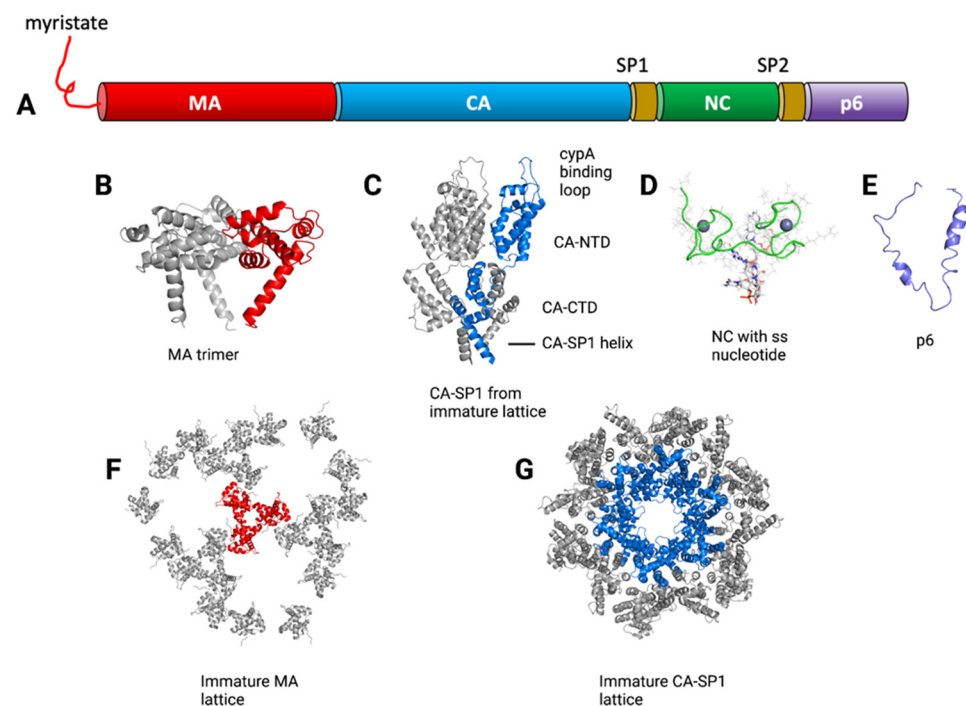 myristate
SP1
SP2
A
MA
CA
NC
p6
B
C
cypA
binding
loop
D
E
CA-NTD
CA-CTD
CA-SP1 helix
MA trimer
NC with ss
nucleotide
p6
CA-SP1 from
immature lattice
F
G
Immature MA
lattice
Immature CA-SP1
lattice